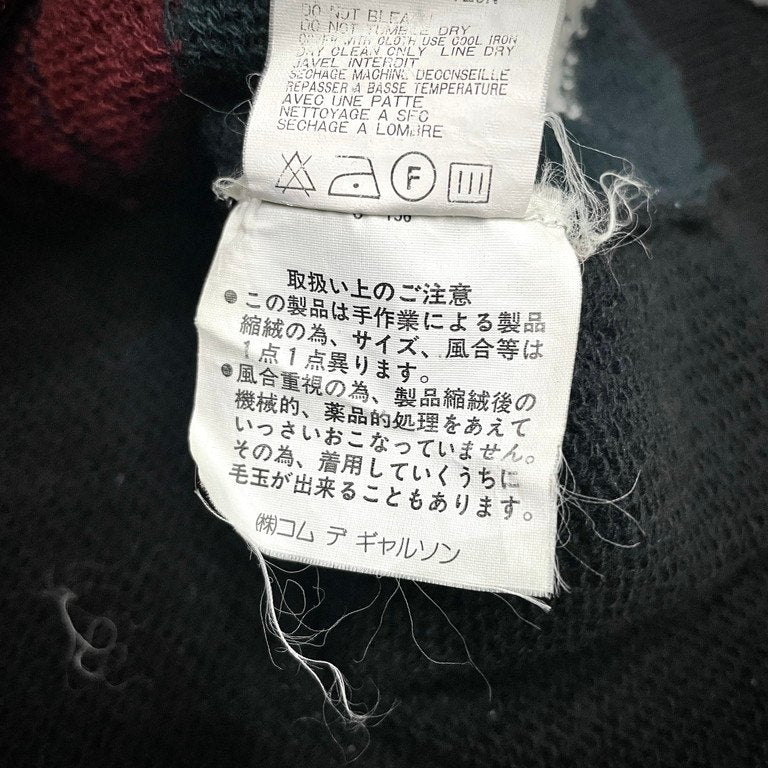 DO NOT BLEACH
DO NOT TUMBLE DRY
COVER WITH CLOTH USE COOL IRON
DRY CLEAN ONLY LINE DRY
JAVEL INTERDIT
SECHAGE MACHINE DECONSEILLE
REPASSER A BASSE TEMPERATURE
AVEC UNE PATTE
NETTOYAGE A SEC
SECHAGE A LOMBRE
F
取扱い上のご注意
●この製品は手作業による製品
縮絨の為、サイズ、風合等は
1点1点異ります。
●風合重視の為、製品縮絨後の
機械的、薬品的処理をあえて
いっさいおこなっていません。
その為、着用していくうちに
毛玉が出来ることもあります。
㈱コム デ ギャルソン